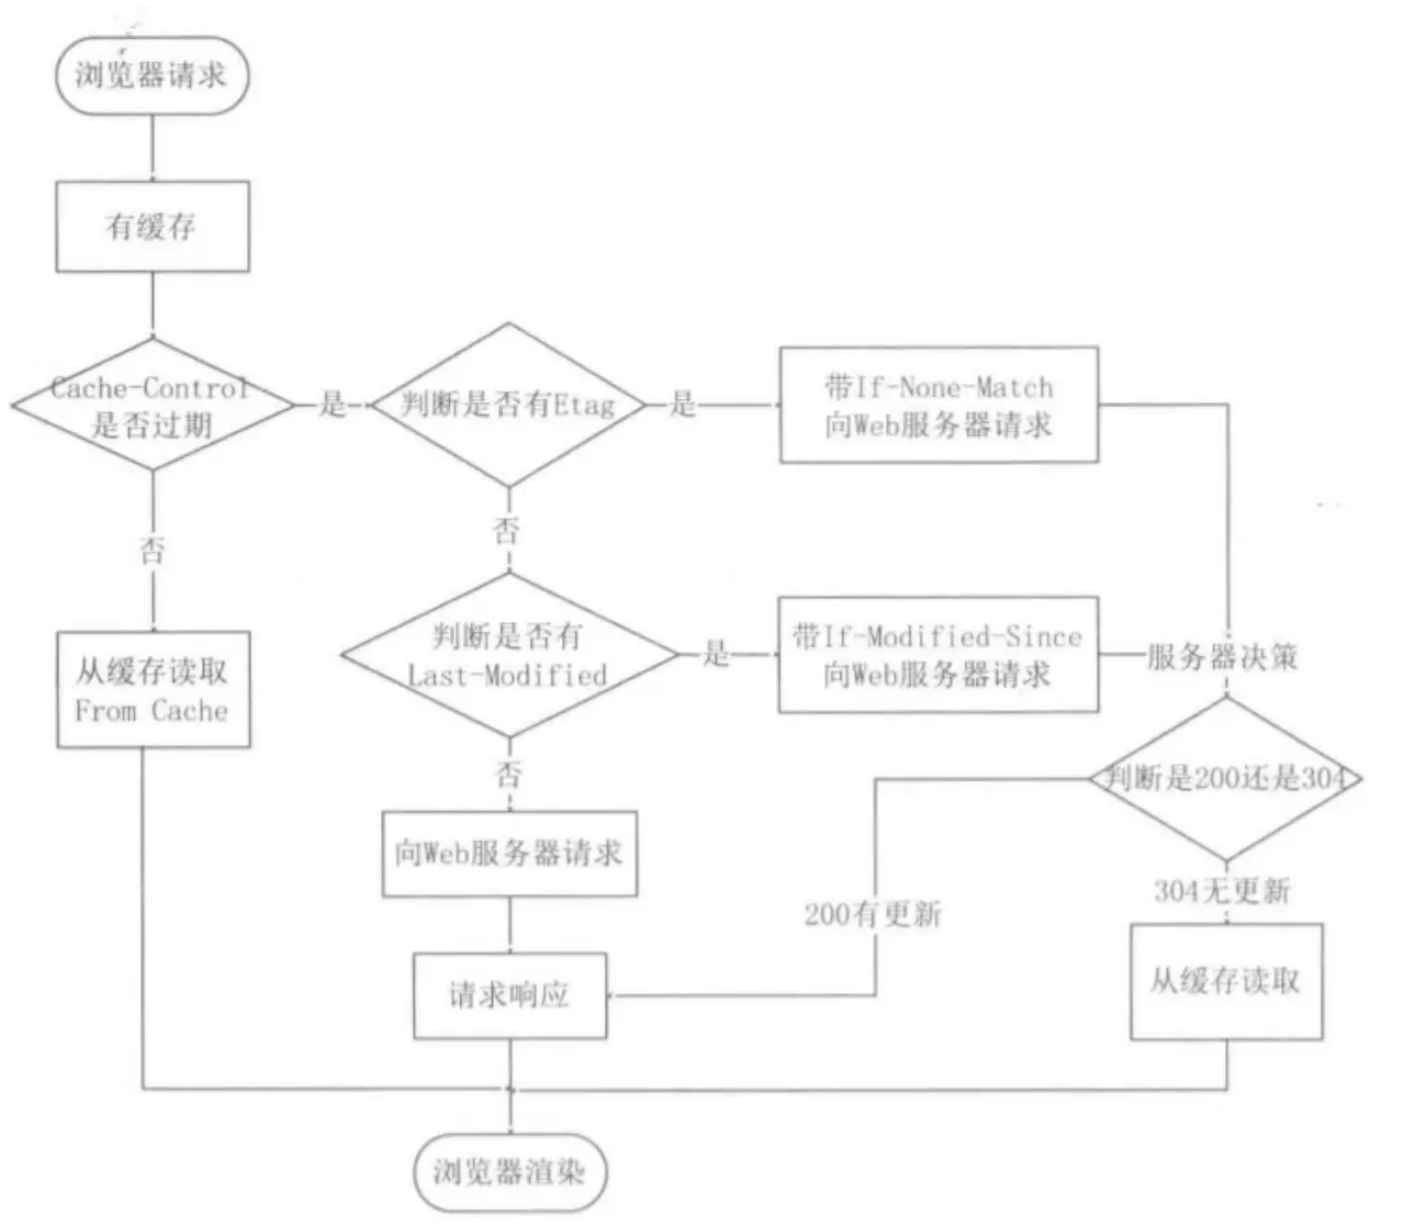 浏览器请求
有缓存
Cache-Control
是否过期
是
判断是否有Etag
是
带If-None-Match
向Web服务器请求
否
否
判断是否有
Last-Modified
是
带If-Modified-Since
向Web服务器请求
服务器决策
从缓存读取
From Cache
判断是200还是304
否
向Web服务器请求
200有更新
304无更新
请求响应
从缓存读取
浏览器渲染